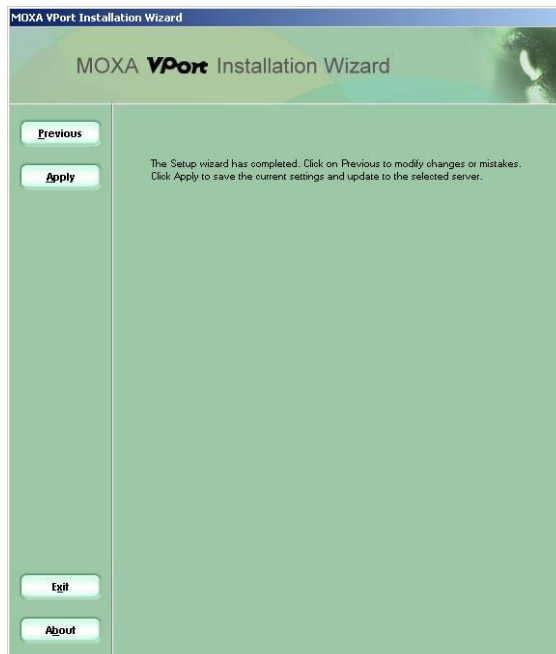 MOXA VPort Installation Wizard
MOXA VPort Installation Wizard
Previous
Apply
The Setup wizard has completed. Click on Previous to modify changes or mistakes.
Click Apply to save the current settings and update to the selected server.
Exit
About